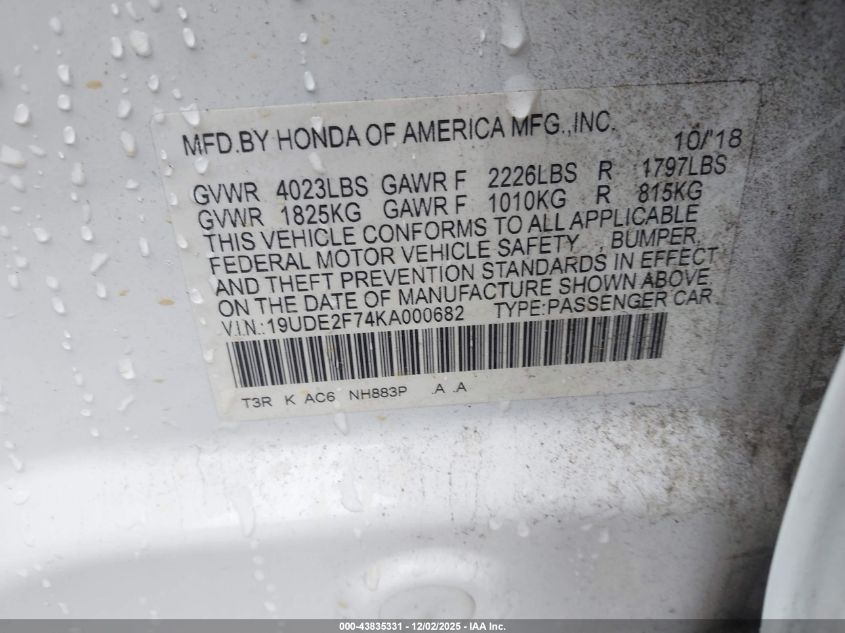 MFD.BY HONDA OF AMERICA MFG.,INC.
10/'18
GVWR 4023LBS GAWR F 2226LBS R 1797LBS
GVWR 1825KG GAWR F 1010KG R 815KG
THIS VEHICLE CONFORMS TO ALL APPLICABLE
FEDERAL MOTOR VEHICLE SAFETY , BUMPER,
AND THEFT PREVENTION STANDARDS IN EFFECT
ON THE DATE OF MANUFACTURE SHOWN ABOVE.
V.I.N.:19UDE2F74KA000682 TYPE:PASSENGER CAR
T3R K AC6 NH883P .A .A
000-43835331 - 12/02/2025 - IAA Inc.